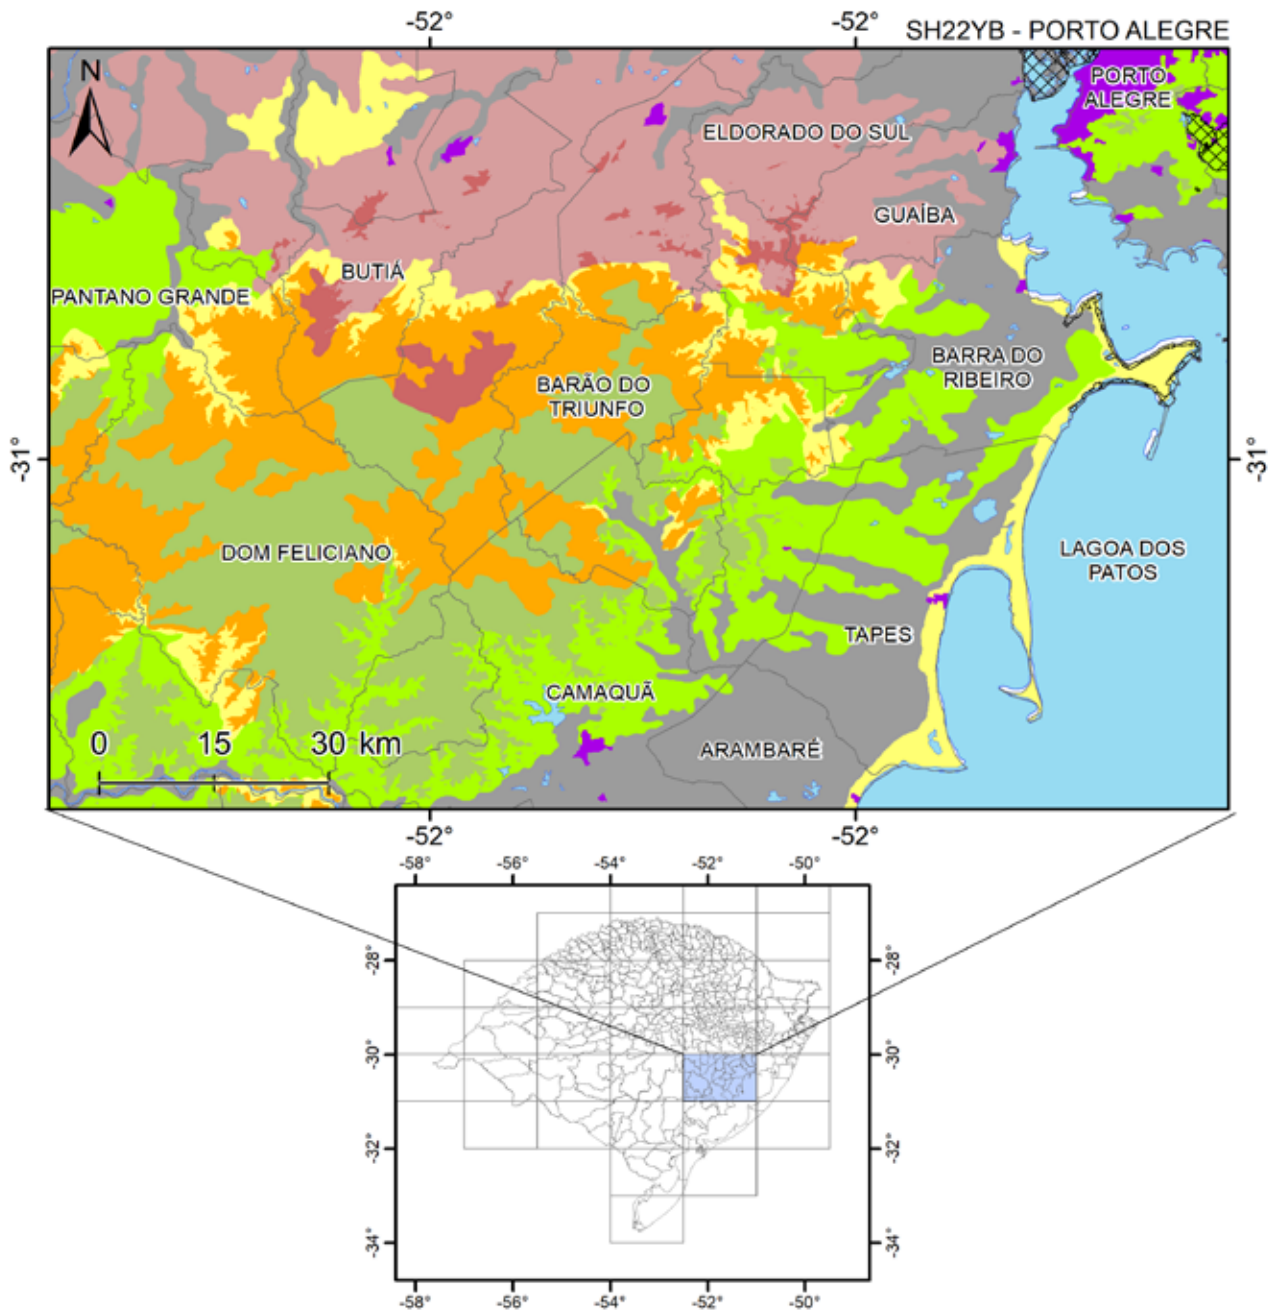 -52°
-52°
SH22YB - PORTO ALEGRE
N
PORTO
ALEGRE
ELDORADO DO SUL
GUAÍBA
BUTIÁ
PANTANO GRANDE
BARRA DO
RIBEIRO
BARÃO DO
TRIUNFO
-31°
-31°
DOM FELICIANO
LAGOA DOS
PATOS
TAPES
CAMAQUÃ
ARAMBARÉ
0 15 30 km
-52°
-52°
-58° -56° -54° -52° -50°
-28°
-28°
-30°
-30°
-32°
-32°
-34°
-34°
-58° -56° -54° -52° -50°